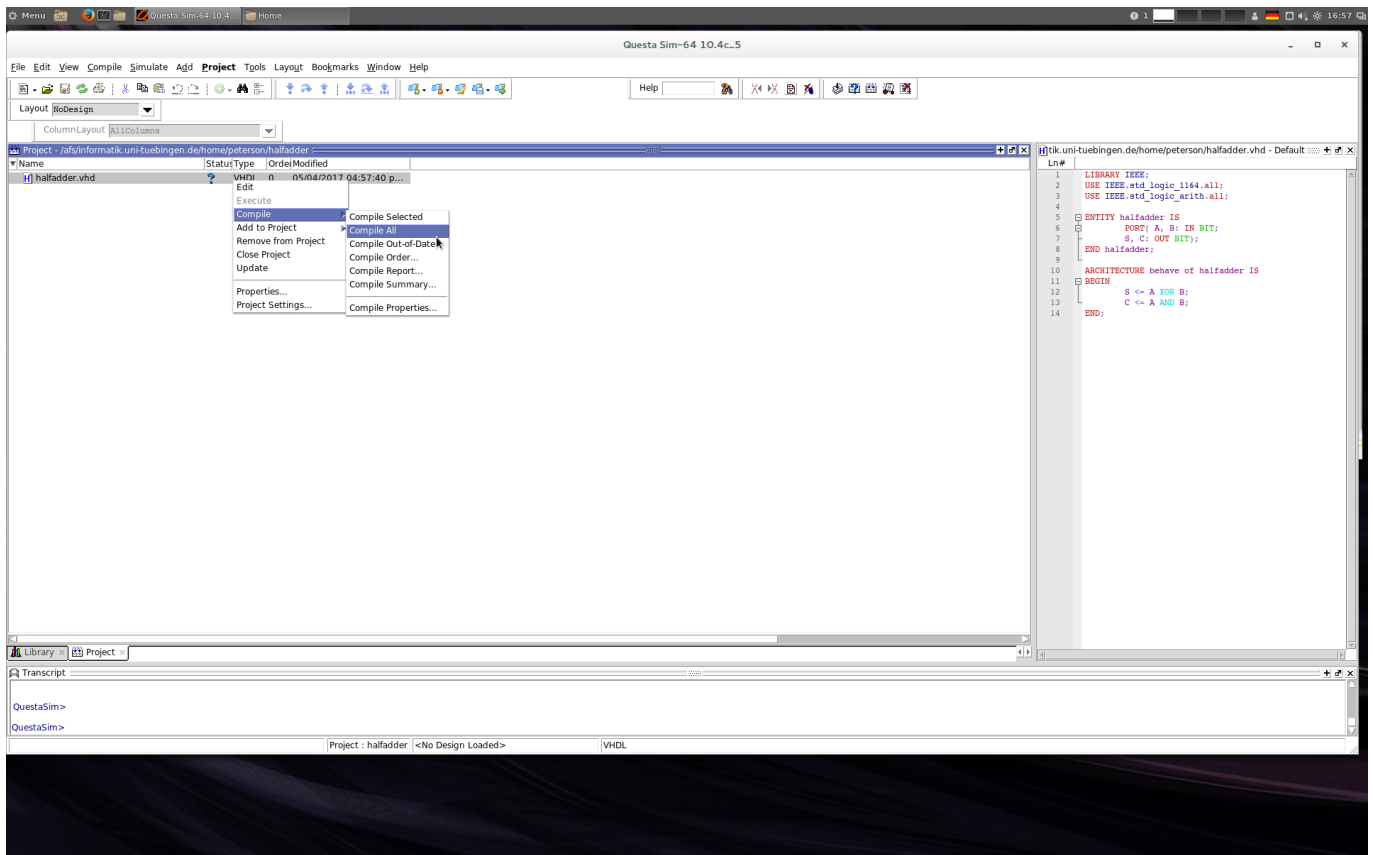 Menu Questa Sim-64 10.4... Home 1 16:57
Questa Sim-64 10.4c_5
File Edit View Compile Simulate Add Project Tools Layout Bookmarks Window Help
Help
Layout NoDesign
ColumnLayout AllColumns
Project - /afs/informatik.uni-tuebingen.de/home/peterson/halfadder
Name Status Type Order Modified
halfadder.vhd ? VHDL 0 05/04/2017 04:57:40 p...
Edit
Execute
Compile
Add to Project
Remove from Project
Close Project
Update
Properties...
Project Settings...
Compile Selected
Compile All
Compile Out-of-Date
Compile Order...
Compile Report...
Compile Summary...
Compile Properties...
tik.uni-tuebingen.de/home/peterson/halfadder.vhd - Default
Ln#
1 LIBRARY IEEE;
2 USE IEEE.std_logic_1164.all;
3 USE IEEE.std_logic_arith.all;
4
5 ENTITY halfadder IS
6 PORT( A, B: IN BIT;
7 S, C: OUT BIT);
8 END halfadder;
9
10 ARCHITECTURE behave of halfadder IS
11 BEGIN
12 S <= A XOR B;
13 C <= A AND B;
14 END;
Library Project
Transcript
QuestaSim>
QuestaSim>
Project : halfadder <No Design Loaded> VHDL